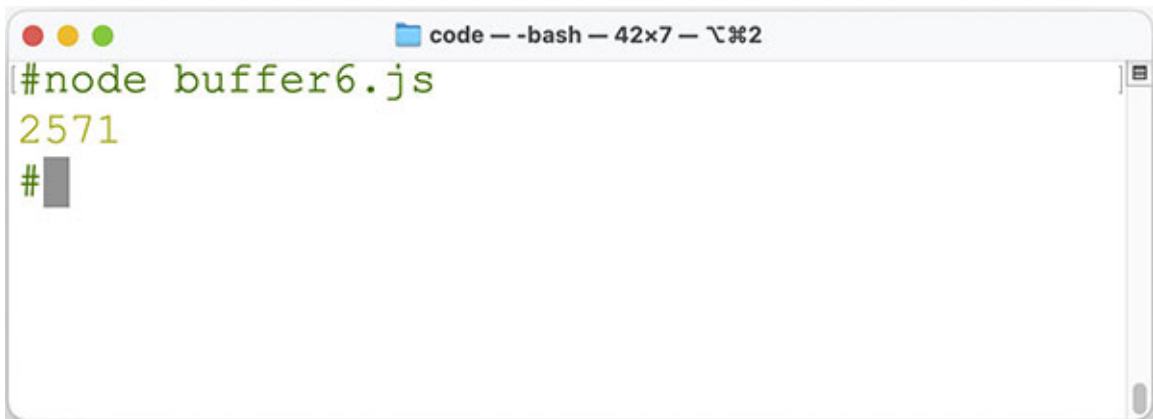 code — -bash — 42×7 — ⌥⌘2
[#node buffer6.js ]
2571
#